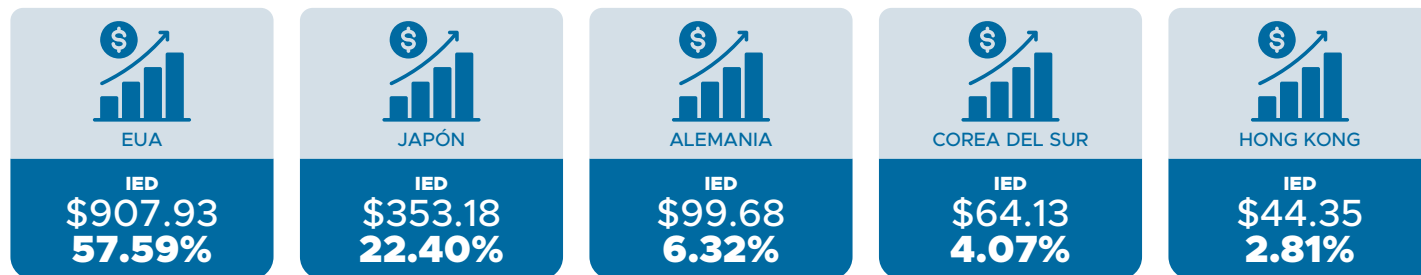 $
EUA
IED
$907.93
57.59%
$
JAPÓN
IED
$353.18
22.40%
$
ALEMANIA
IED
$99.68
6.32%
$
COREA DEL SUR
IED
$64.13
4.07%
$
HONG KONG
IED
$44.35
2.81%